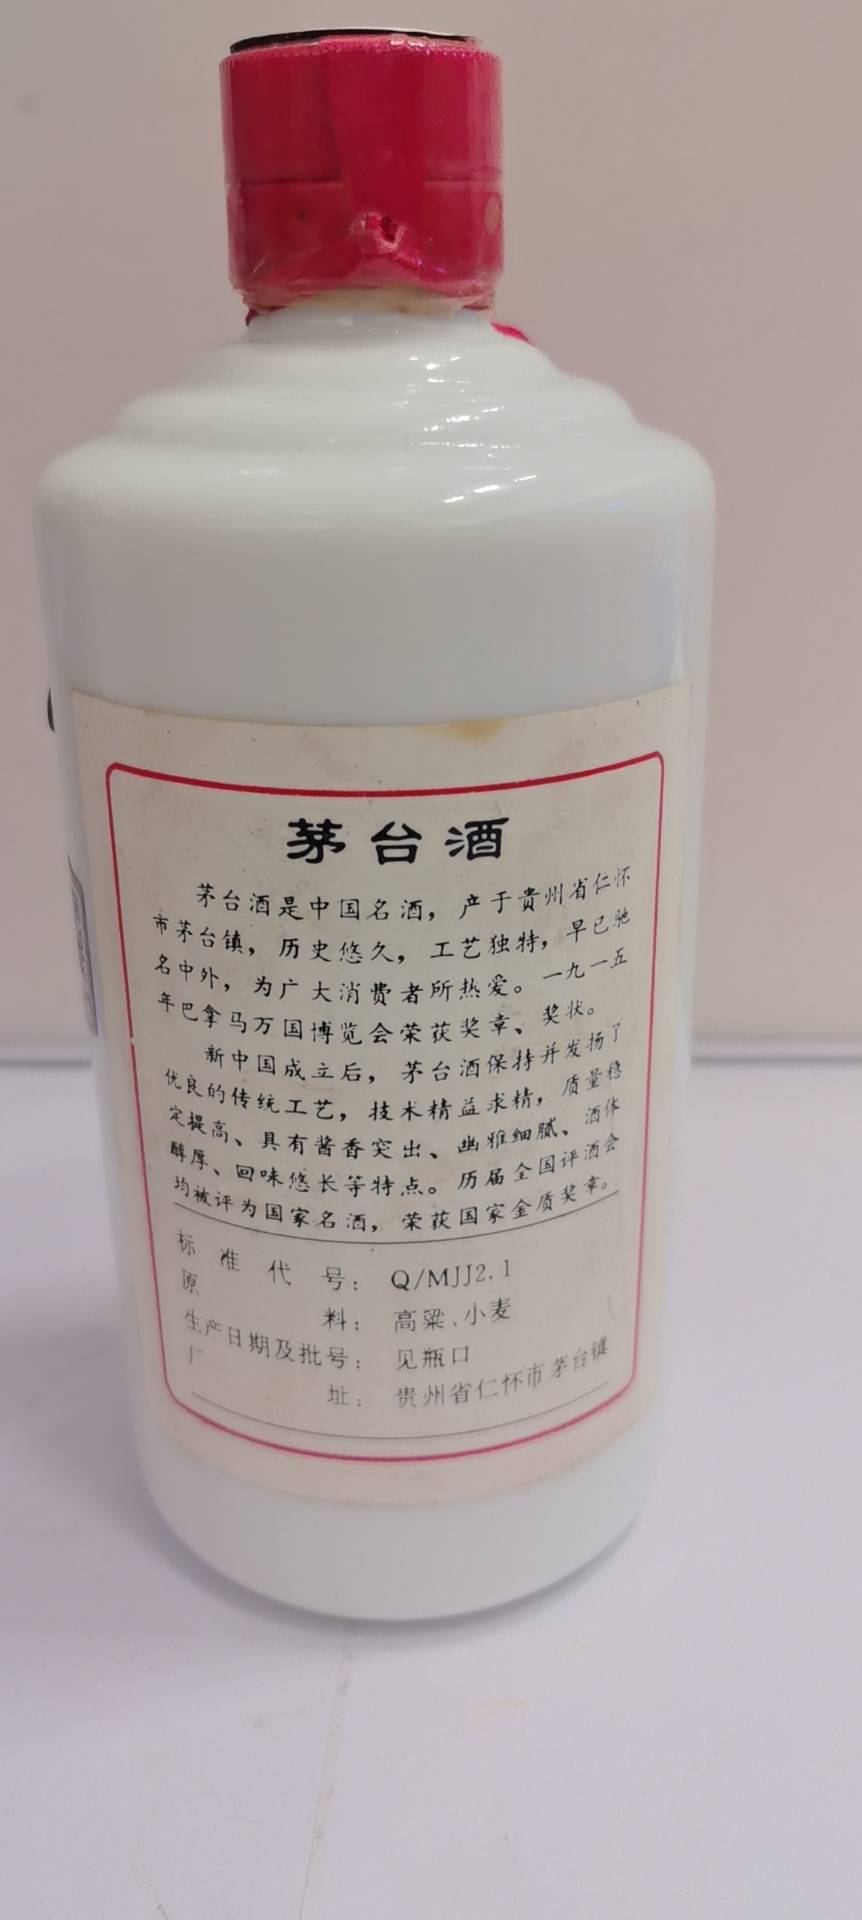 茅台酒
茅台酒是中国名酒，产于贵州省仁怀
市茅台镇，历史悠久，工艺独特，早已驰
名中外，为广大消费者所热爱。一九一五
年巴拿马万国博览会荣获奖章、奖状。
新中国成立后，茅台酒保持并发扬了
优良的传统工艺，技术精益求精，质量稳
定提高、具有酱香突出、幽雅细腻、酒体
醇厚、回味悠长等特点。历届全国评酒会
均被评为国家名酒，荣获国家金质奖章。
标准代号：Q/MJJ2.1
原料：高粱、小麦
生产日期及批号：见瓶口
厂址：贵州省仁怀市茅台镇